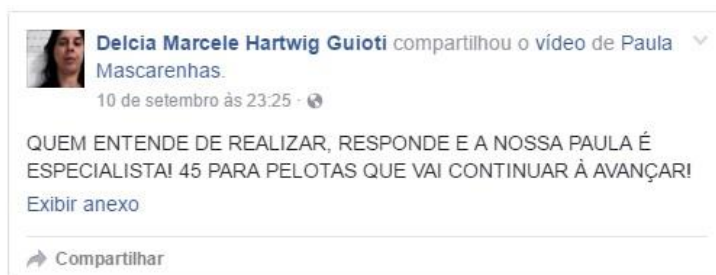 Delcia Marcele Hartwig Guioti compartilhou o vídeo de Paula
Mascarenhas.
10 de setembro às 23:25 ·
QUEM ENTENDE DE REALIZAR, RESPONDE E A NOSSA PAULA É
ESPECIALISTA! 45 PARA PELOTAS QUE VAI CONTINUAR À AVANÇAR!
Exibir anexo
Compartilhar